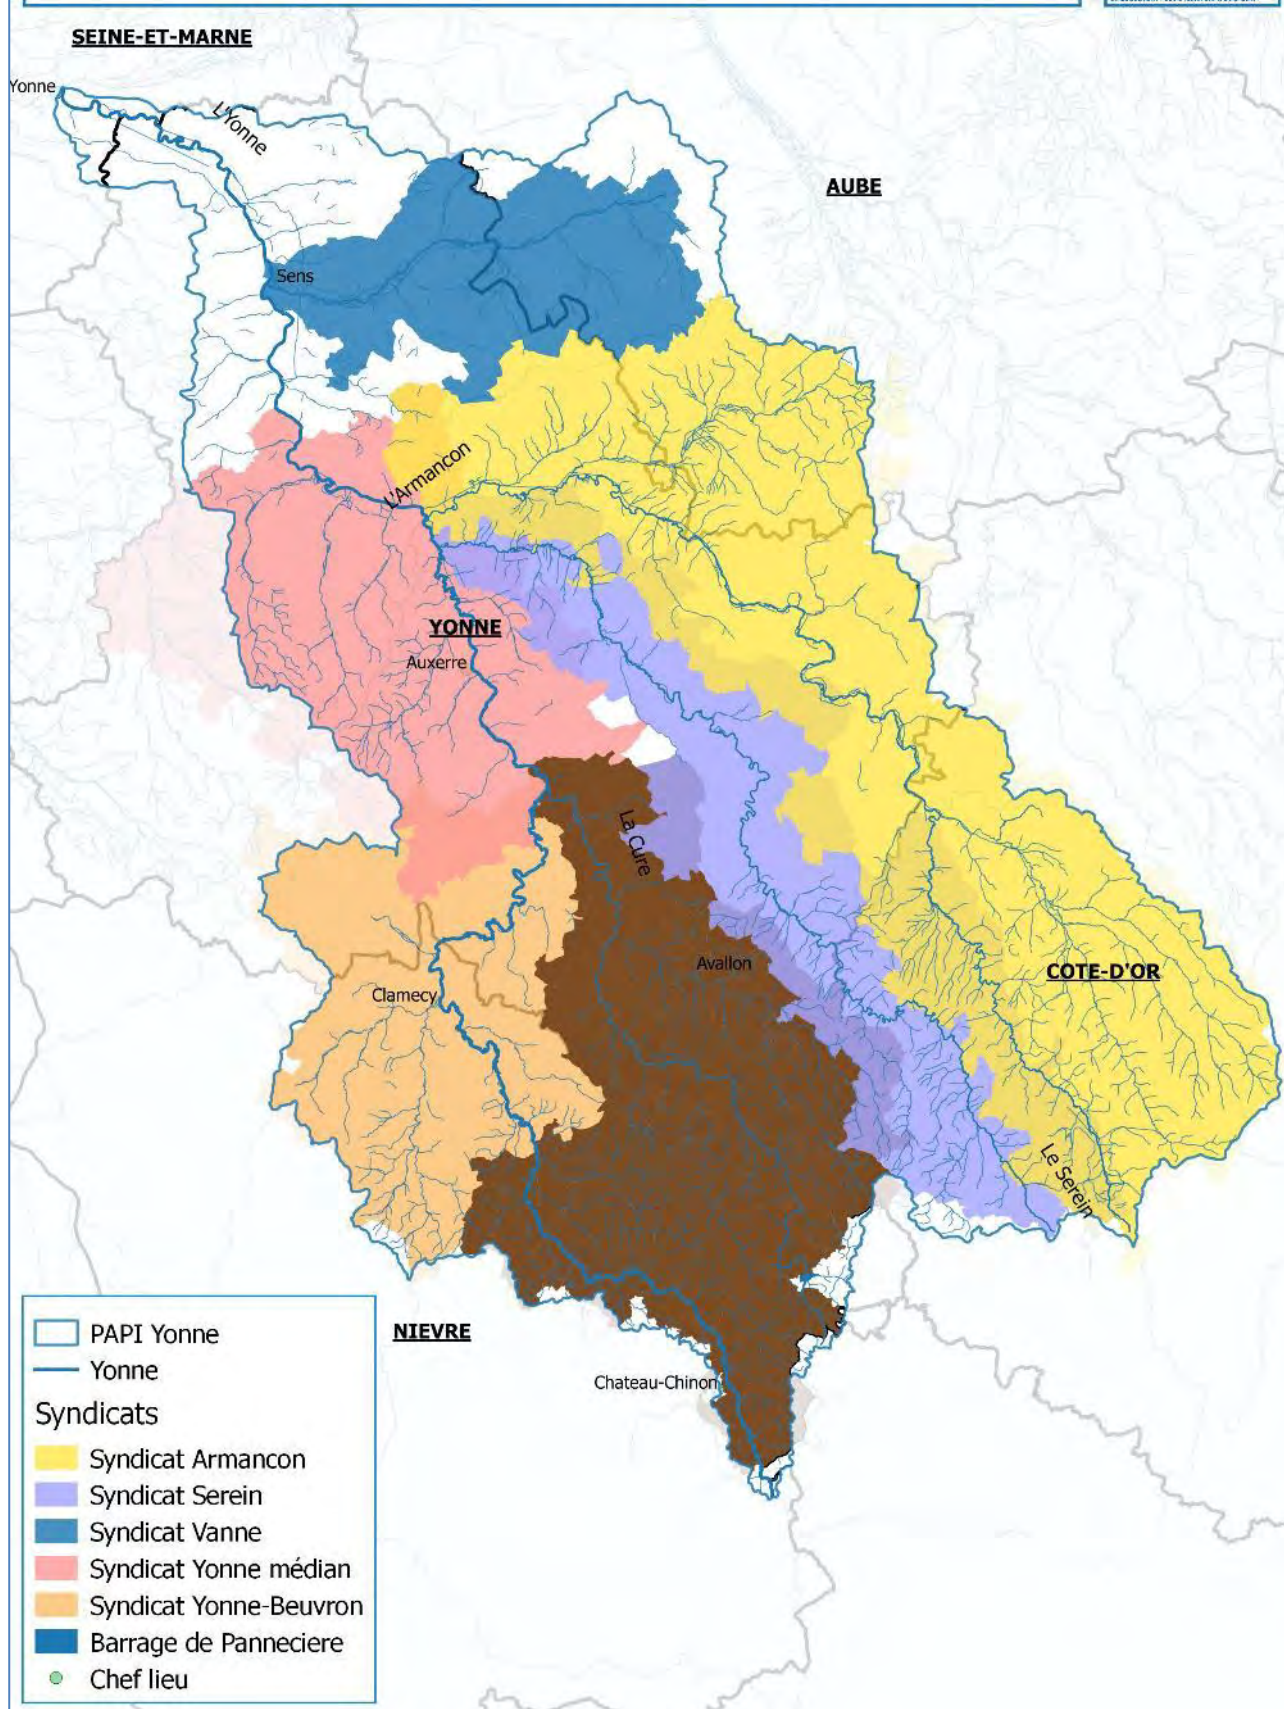 SEINE-ET-MARNE
Yonne
L'Yonne
AUBE
Sens
L'Armancon
YONNE
Auxerre
La Cure
Avallon
COTE-D'OR
Clamecy
Le Serein
NIEVRE
Chateau-Chinon
PAPI Yonne
Yonne
Syndicats
Syndicat Armancon
Syndicat Serein
Syndicat Vanne
Syndicat Yonne médian
Syndicat Yonne-Beuvron
Barrage de Panneciere
Chef lieu